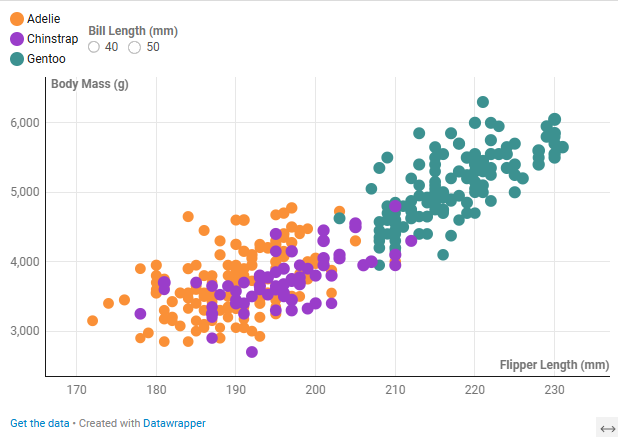 Adelie
Chinstrap
Gentoo
Bill Length (mm)
40 50
Body Mass (g)
6,000
5,000
4,000
3,000
Flipper Length (mm)
170 180 190 200 210 220 230
Get the data • Created with Datawrapper